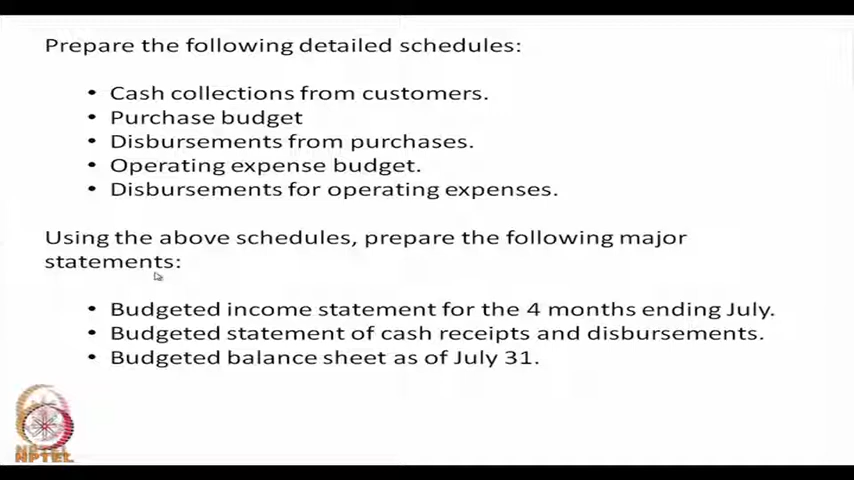 Prepare the following detailed schedules:
• Cash collections from customers.
• Purchase budget
• Disbursements from purchases.
• Operating expense budget.
• Disbursements for operating expenses.
Using the above schedules, prepare the following major
statements:
• Budgeted income statement for the 4 months ending July.
• Budgeted statement of cash receipts and disbursements.
• Budgeted balance sheet as of July 31.
NPTEL